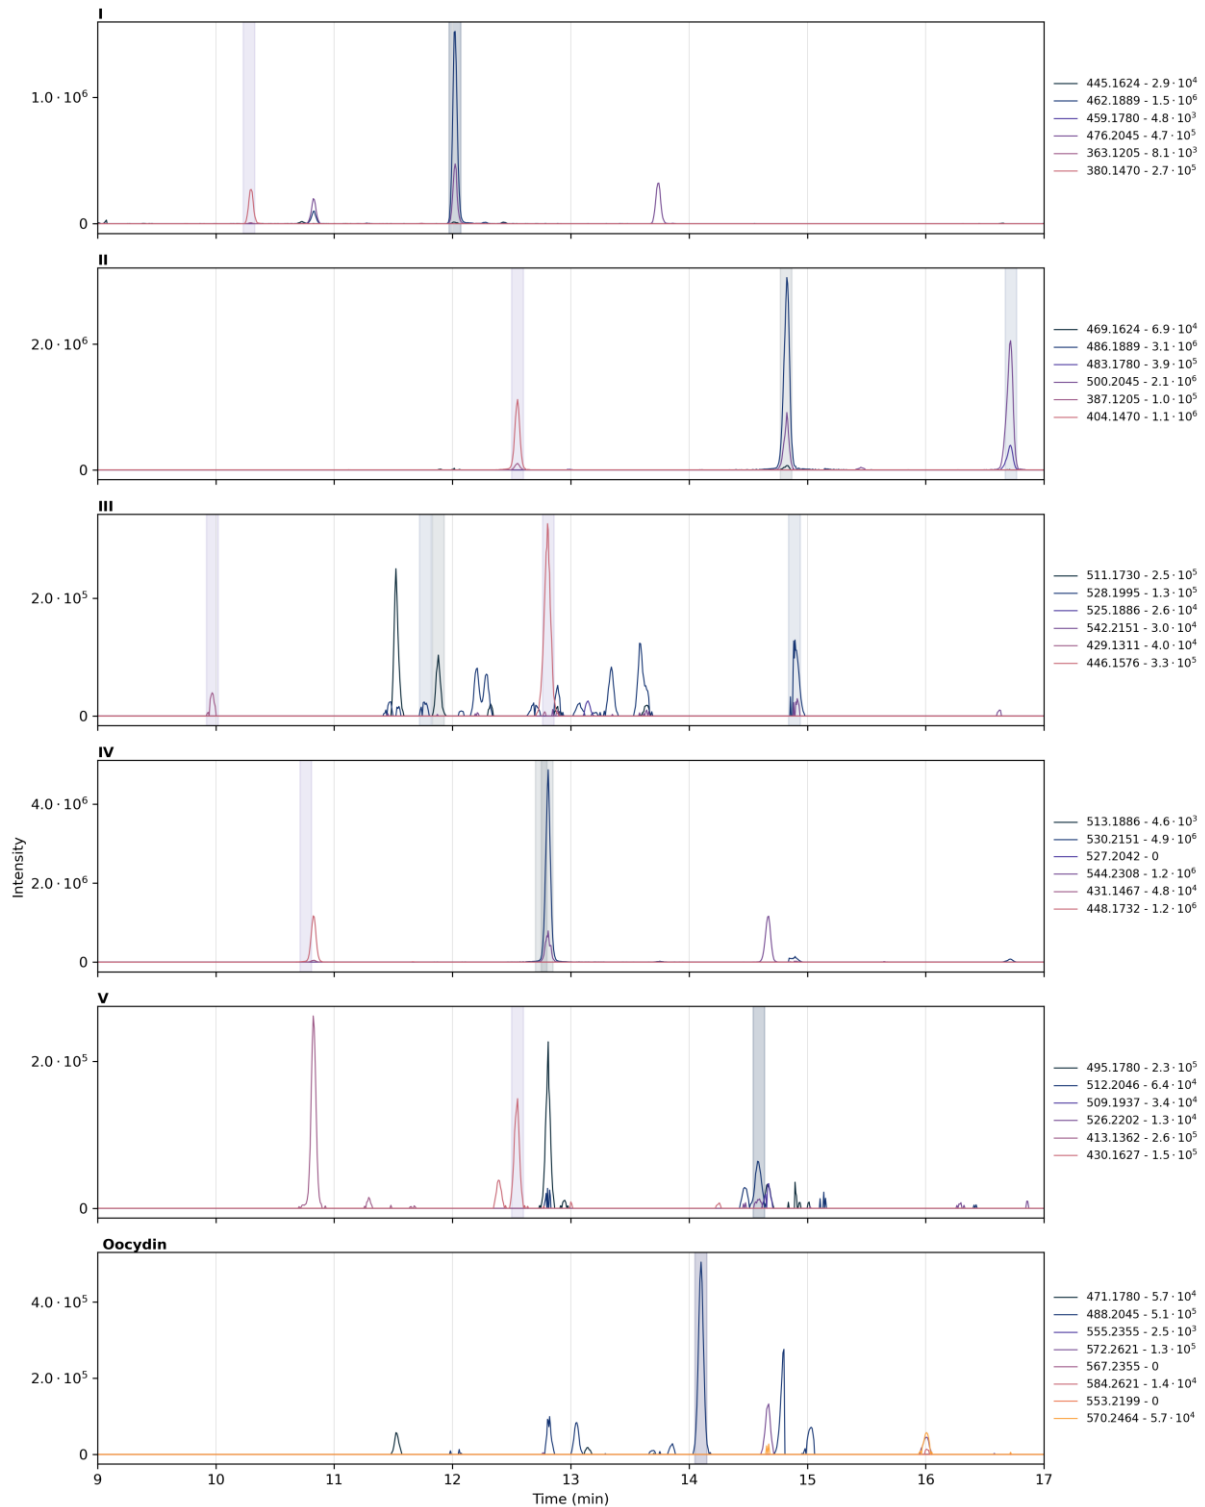 I
1.0 · 10⁶
0
445.1624 - 2.9 · 10⁴
462.1889 - 1.5 · 10⁶
459.1780 - 4.8 · 10³
476.2045 - 4.7 · 10⁵
363.1205 - 8.1 · 10³
380.1470 - 2.7 · 10⁵
9 10 11 12 13 14 15 16 17
II
2.0 · 10⁶
0
469.1624 - 6.9 · 10⁴
486.1889 - 3.1 · 10⁶
483.1780 - 3.9 · 10⁵
500.2045 - 2.1 · 10⁶
387.1205 - 1.0 · 10⁵
404.1470 - 1.1 · 10⁶
III
2.0 · 10⁵
0
511.1730 - 2.5 · 10⁵
528.1995 - 1.3 · 10⁵
525.1886 - 2.6 · 10⁴
542.2151 - 3.0 · 10⁴
429.1311 - 4.0 · 10⁴
446.1576 - 3.3 · 10⁵
IV
4.0 · 10⁶
2.0 · 10⁶
0
Intensity
513.1886 - 4.6 · 10³
530.2151 - 4.9 · 10⁶
527.2042 - 0
544.2308 - 1.2 · 10⁶
431.1467 - 4.8 · 10⁴
448.1732 - 1.2 · 10⁶
V
2.0 · 10⁵
0
495.1780 - 2.3 · 10⁵
512.2046 - 6.4 · 10⁴
509.1937 - 3.4 · 10⁴
526.2202 - 1.3 · 10⁴
413.1362 - 2.6 · 10⁵
430.1627 - 1.5 · 10⁵
Oocydin
4.0 · 10⁵
2.0 · 10⁵
0
471.1780 - 5.7 · 10⁴
488.2045 - 5.1 · 10⁵
555.2355 - 2.5 · 10³
572.2621 - 1.3 · 10⁵
567.2355 - 0
584.2621 - 1.4 · 10⁴
553.2199 - 0
570.2464 - 5.7 · 10⁴
9 10 11 12 13 14 15 16 17
Time (min)